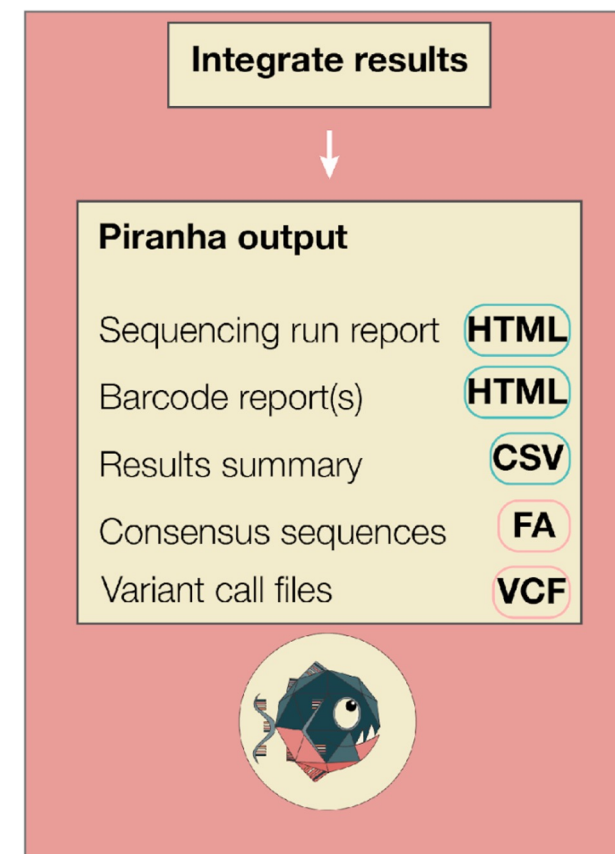 Integrate results
Piranha output
Sequencing run report HTML
Barcode report(s) HTML
Results summary CSV
Consensus sequences FA
Variant call files VCF